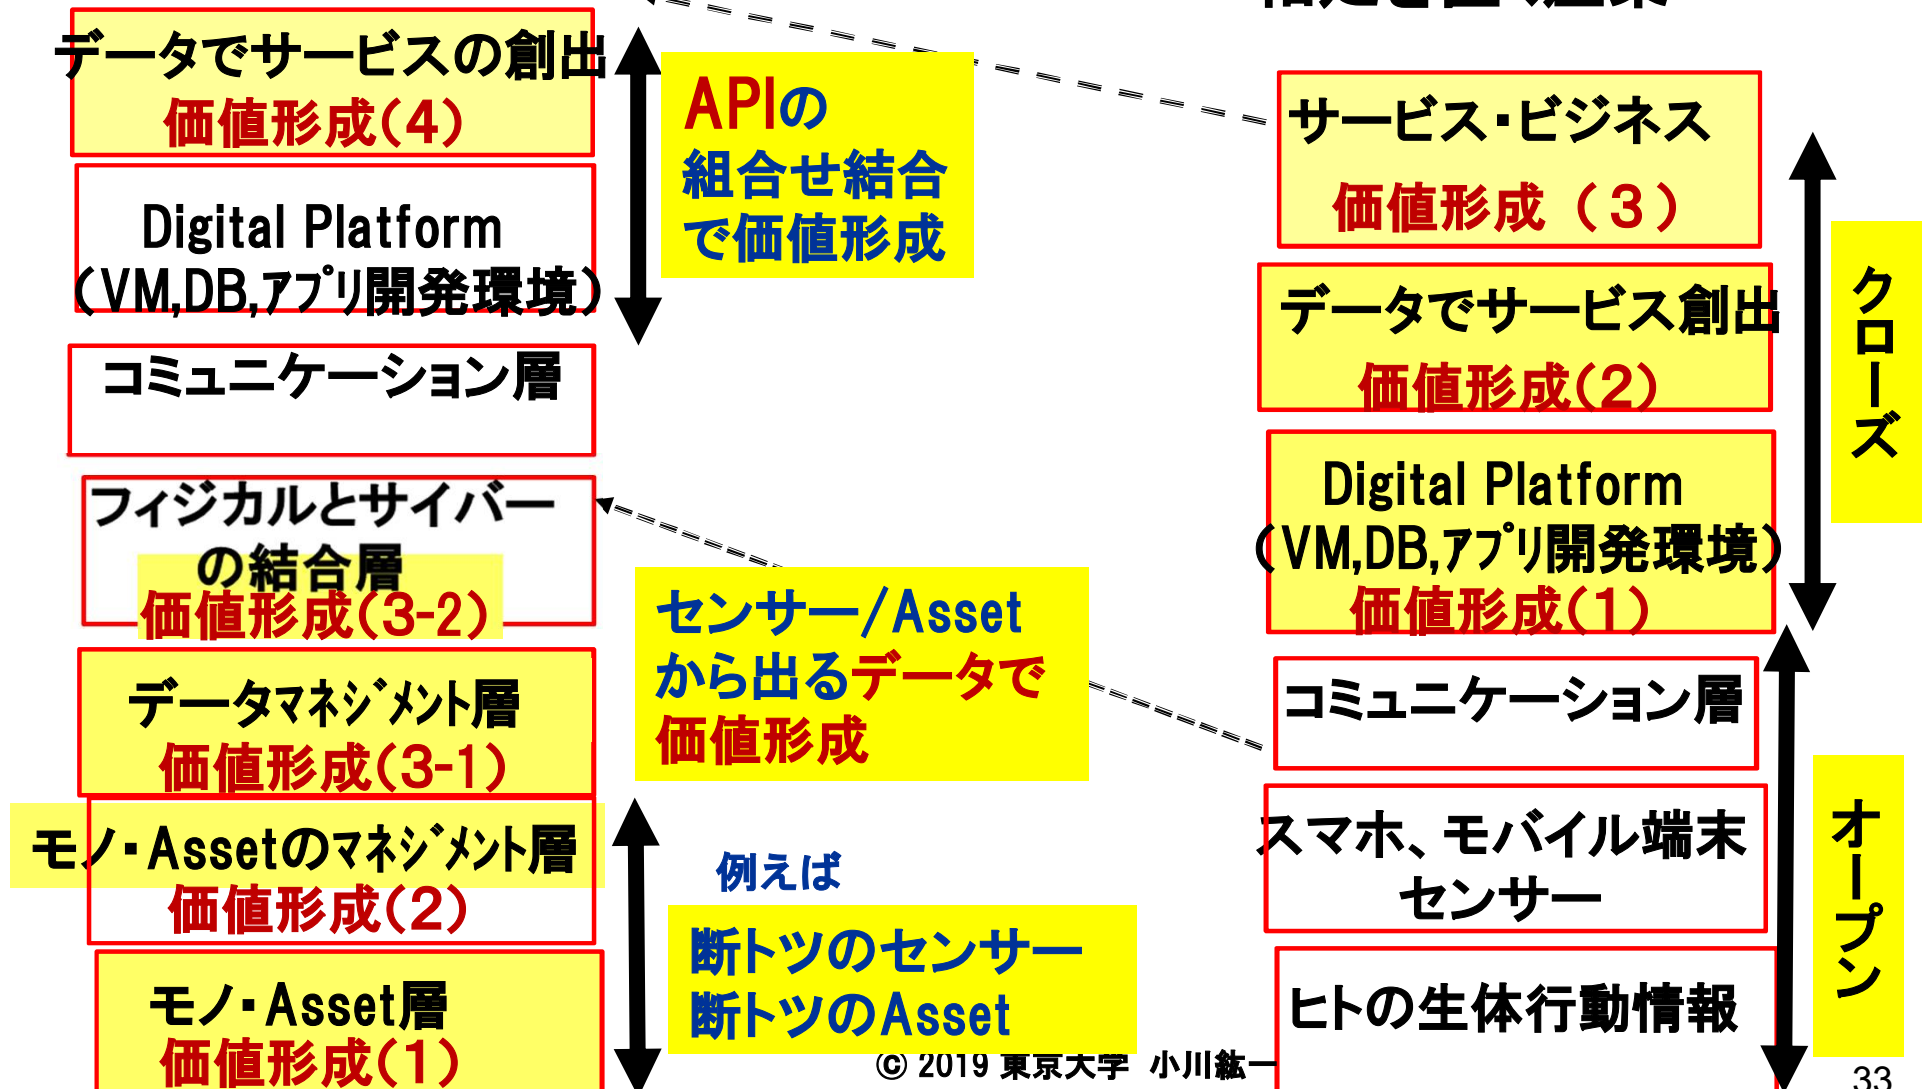 データでサービスの創出
価値形成(4)
Digital Platform
(VM,DB,アプリ開発環境)
コミュニケーション層
フィジカルとサイバー
の結合層
価値形成(3-2)
データマネジメント層
価値形成(3-1)
モノ・Assetのマネジメント層
価値形成(2)
モノ・Asset層
価値形成(1)
APIの
組合せ結合
で価値形成
センサー/Asset
から出るデータで
価値形成
例えば
断トツのセンサー
断トツのAsset
サービス・ビジネス
価値形成（3）
データでサービス創出
価値形成(2)
Digital Platform
(VM,DB,アプリ開発環境)
価値形成(1)
コミュニケーション層
スマホ、モバイル端末
センサー
ヒトの生体行動情報
クローズ
オープン
© 2019 東京大学 小川紘一
33